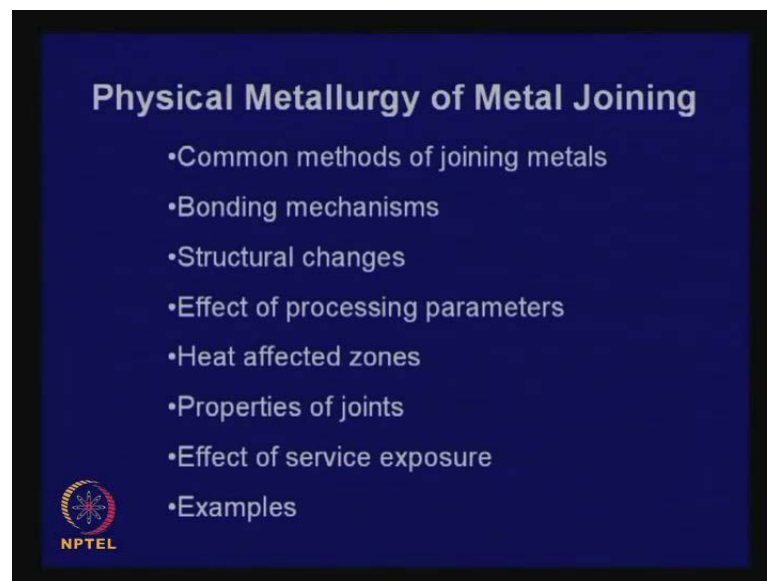 Physical Metallurgy of Metal Joining
•Common methods of joining metals
•Bonding mechanisms
•Structural changes
•Effect of processing parameters
•Heat affected zones
•Properties of joints
•Effect of service exposure
•Examples
NPTEL